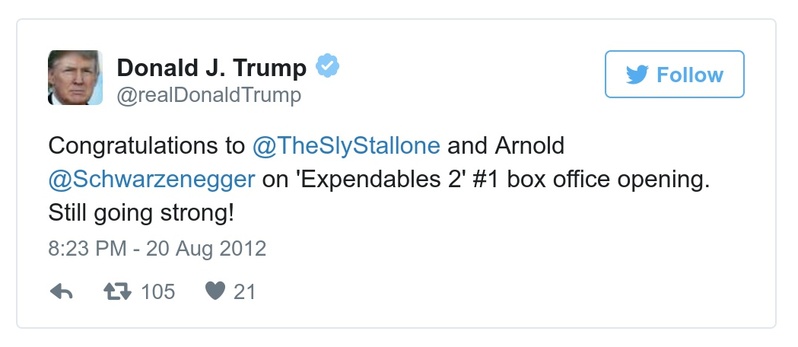 Donald J. Trump
@realDonaldTrump
Follow
Congratulations to @TheSlyStallone and Arnold
@Schwarzenegger on 'Expendables 2' #1 box office opening.
Still going strong!
8:23 PM - 20 Aug 2012
105 21